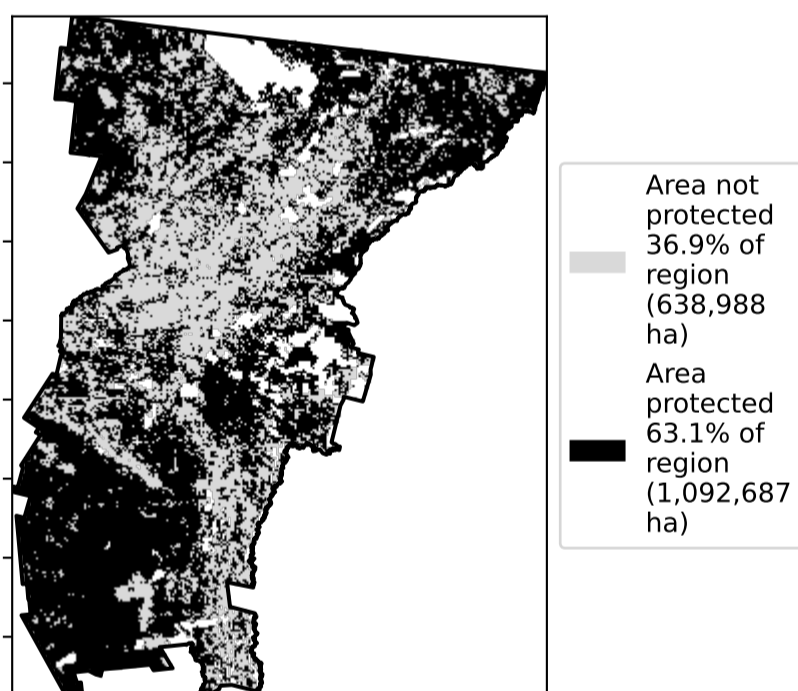 Area not
protected
36.9% of
region
(638,988
ha)
Area
protected
63.1% of
region
(1,092,687
ha)